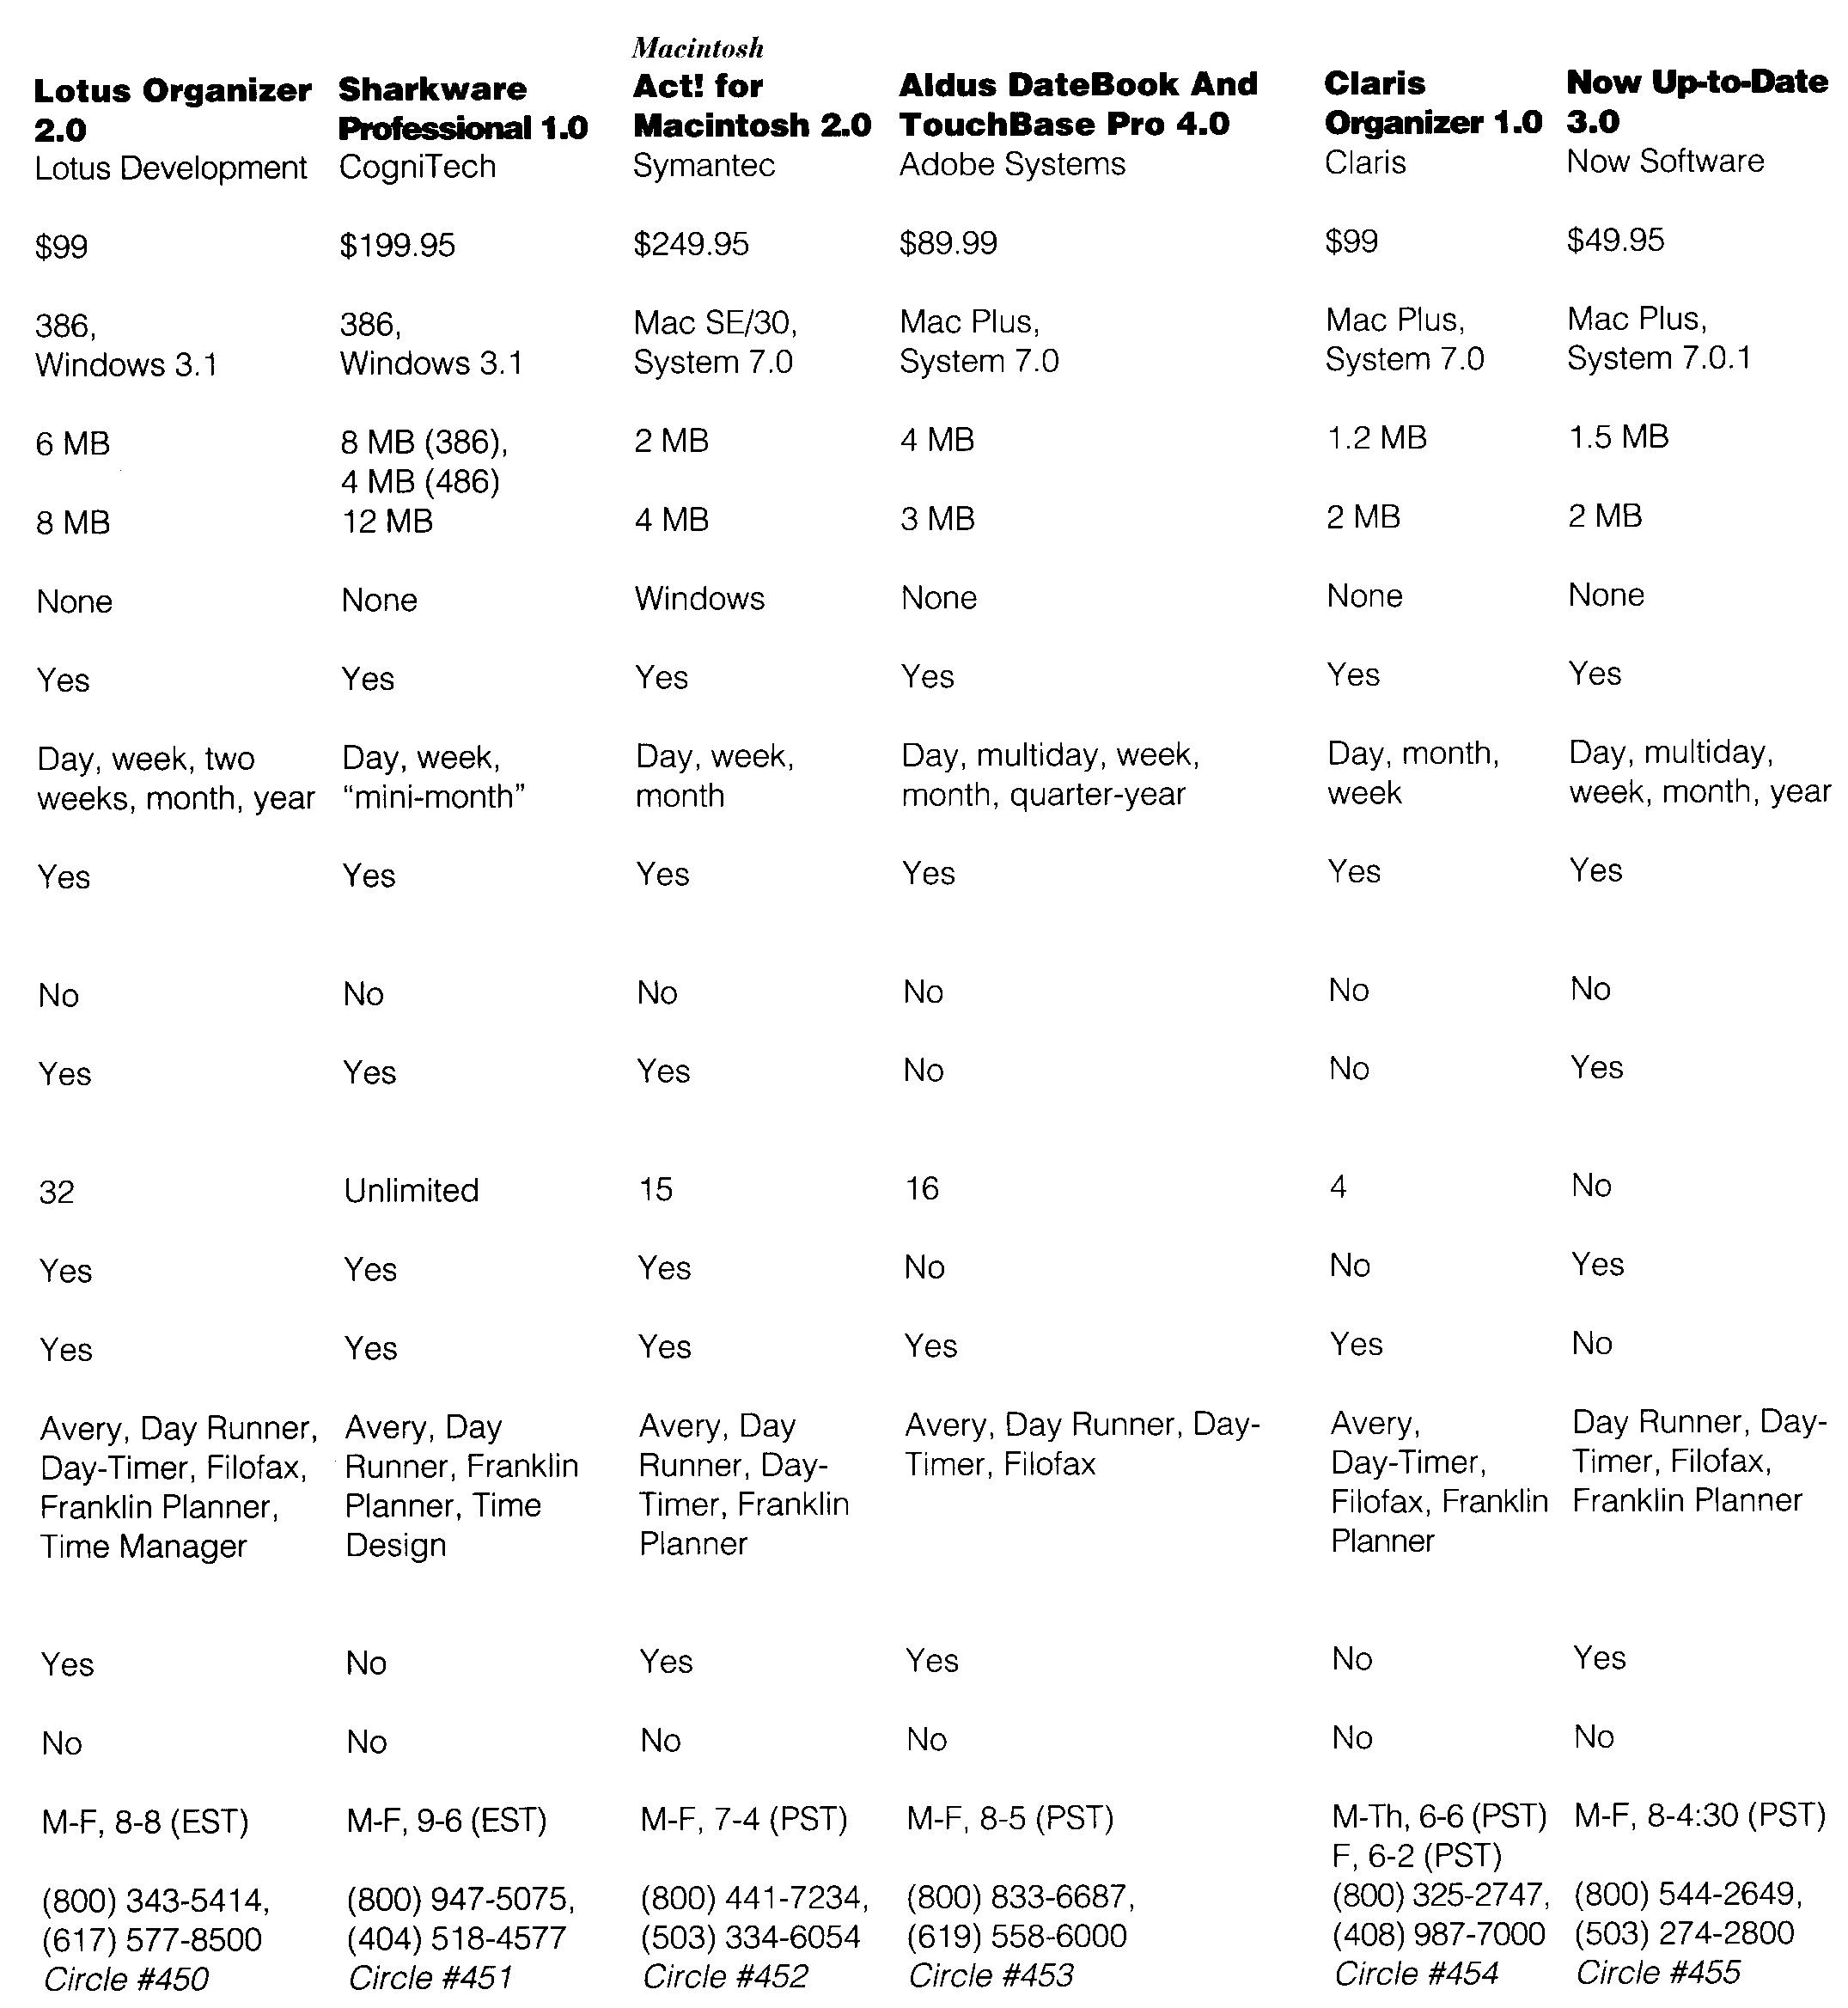 Macintosh
Lotus Organizer 2.0
Lotus Development
$99
386,
Windows 3.1
6 MB
8 MB
None
Yes
Day, week, two
weeks, month, year
Yes
No
Yes
32
Yes
Yes
Avery, Day Runner,
Day-Timer, Filofax,
Franklin Planner,
Time Manager
Yes
No
M-F, 8-8 (EST)
(800) 343-5414,
(617) 577-8500
Circle #450
Sharkware
Professional 1.0
CogniTech
$199.95
386,
Windows 3.1
8 MB (386),
4 MB (486)
12 MB
None
Yes
Day, week,
“mini-month”
Yes
No
Yes
Unlimited
Yes
Yes
Avery, Day
Runner, Franklin
Planner, Time
Design
No
No
M-F, 9-6 (EST)
(800) 947-5075,
(404) 518-4577
Circle #451
Act! for
Macintosh 2.0
Symantec
$249.95
Mac SE/30,
System 7.0
2 MB
4 MB
Windows
Yes
Day, week,
month
Yes
No
Yes
15
Yes
Yes
Avery, Day
Runner, Day-
Timer, Franklin
Planner
Yes
No
M-F, 7-4 (PST)
(800) 441-7234,
(503) 334-6054
Circle #452
Aldus DateBook And
TouchBase Pro 4.0
Adobe Systems
$89.99
Mac Plus,
System 7.0
4 MB
3 MB
None
Yes
Day, multiday, week,
month, quarter-year
Yes
No
No
16
No
Yes
Avery, Day Runner, Day-
Timer, Filofax
Yes
No
M-F, 8-5 (PST)
(800) 833-6687,
(619) 558-6000
Circle #453
Claris
Organizer 1.0
Claris
$99
Mac Plus,
System 7.0
1.2 MB
2 MB
None
Yes
Day, month,
week
Yes
No
No
4
No
Yes
Avery,
Day-Timer,
Filofax, Franklin
Planner
No
No
M-Th, 6-6 (PST)
F, 6-2 (PST)
(800) 325-2747,
(408) 987-7000
Circle #454
Now Up-to-Date
3.0
Now Software
$49.95
Mac Plus,
System 7.0.1
1.5 MB
2 MB
None
Yes
Day, multiday,
week, month, year
Yes
No
Yes
No
Yes
No
Day Runner, Day-
Timer, Filofax,
Franklin Planner
Yes
No
M-F, 8-4:30 (PST)
(800) 544-2649,
(503) 274-2800
Circle #455